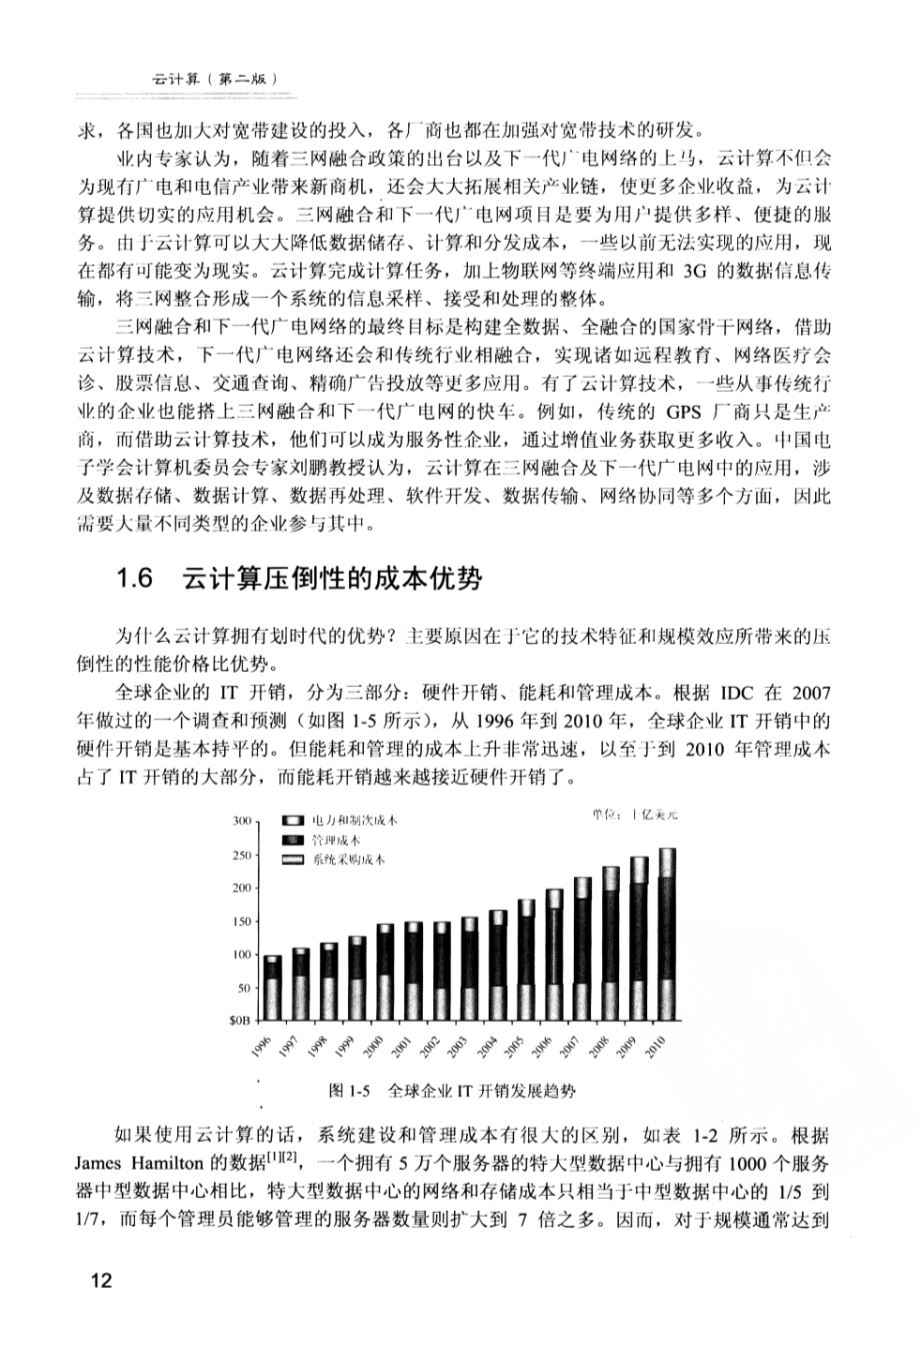 云计算（第二版）
求，各国也加大对宽带建设的投入，各厂商也都在加强对宽带技术的研发。
业内专家认为，随着三网融合政策的出台以及下一代广电网络的上马，云计算不但会
为现有广电和电信产业带来新商机，还会大大拓展相关产业链，使更多企业收益，为云计
算提供切实的应用机会。三网融合和下一代广电网项目是要为用户提供多样、便捷的服
务。由于云计算可以大大降低数据储存、计算和分发成本，一些以前无法实现的应用，现
在都有可能变为现实。云计算完成计算任务，加上物联网等终端应用和 3G 的数据信息传
输，将三网整合形成一个系统的信息采样、接受和处理的整体。
三网融合和下一代广电网络的最终目标是构建全数据、全融合的国家骨干网络，借助
云计算技术，下一代广电网络还会和传统行业相融合，实现诸如远程教育、网络医疗会
诊、股票信息、交通查询、精确广告投放等更多应用。有了云计算技术，一些从事传统行
业的企业也能搭上三网融合和下一代广电网的快车。例如，传统的 GPS 厂商只是生产
商，而借助云计算技术，他们可以成为服务性企业，通过增值业务获取更多收入。中国电
子学会计算机委员会专家刘鹏教授认为，云计算在三网融合及下一代广电网中的应用，涉
及数据存储、数据计算、数据再处理、软件开发、数据传输、网络协同等多个方面，因此
需要大量不同类型的企业参与其中。
1.6 云计算压倒性的成本优势
为什么云计算拥有划时代的优势？主要原因在于它的技术特征和规模效应所带来的压
倒性的性能价格比优势。
全球企业的 IT 开销，分为三部分：硬件开销、能耗和管理成本。根据 IDC 在 2007
年做过的一个调查和预测（如图 1-5 所示），从 1996 年到 2010 年，全球企业 IT 开销中的
硬件开销是基本持平的。但能耗和管理的成本上升非常迅速，以至于到 2010 年管理成本
占了 IT 开销的大部分，而能耗开销越来越接近硬件开销了。
单位：十亿美元
电力和制冷成本
管理成本
系统采购成本
300
250
200
150
100
50
$0B
1996 1997 1998 1999 2000 2001 2002 2003 2004 2005 2006 2007 2008 2009 2010
图 1-5 全球企业 IT 开销发展趋势
如果使用云计算的话，系统建设和管理成本有很大的区别，如表 1-2 所示。根据
James Hamilton 的数据[1][2]，一个拥有 5 万个服务器的特大型数据中心与拥有 1000 个服务
器中型数据中心相比，特大型数据中心的网络和存储成本只相当于中型数据中心的 1/5 到
1/7，而每个管理员能够管理的服务器数量则扩大到 7 倍之多。因而，对于规模通常达到
12